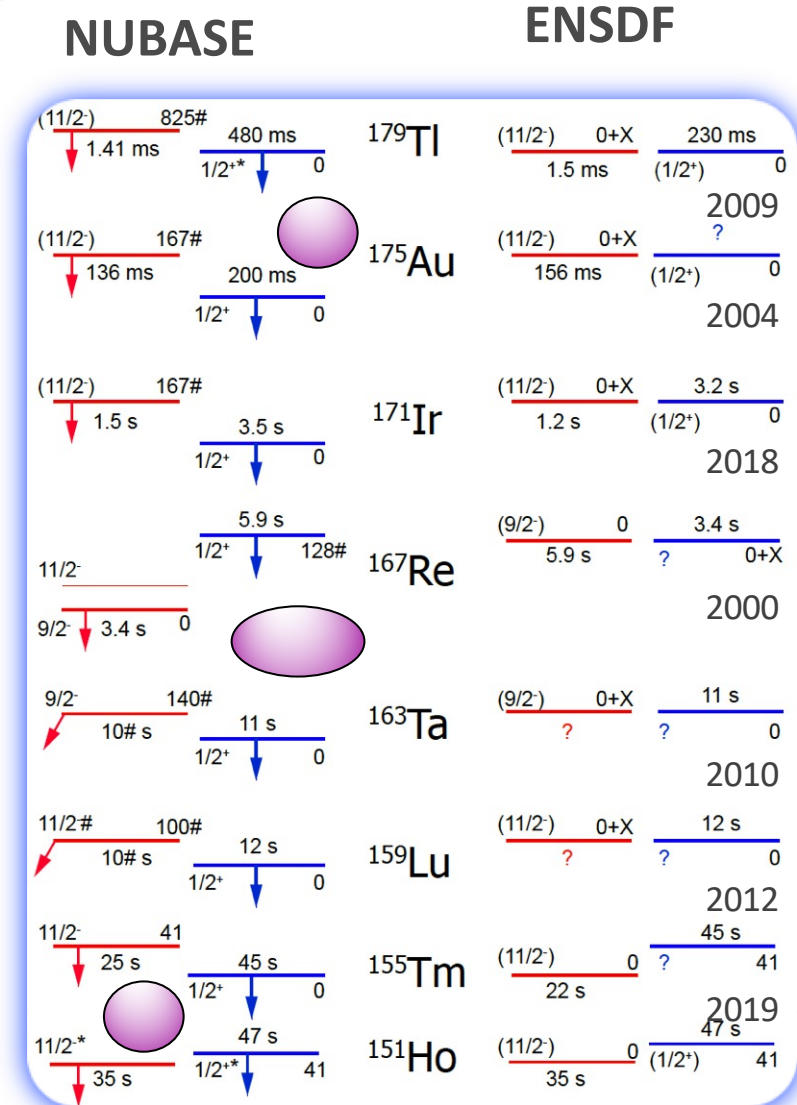 NUBASE
ENSDF
(11/2⁻) 825#
1.41 ms
480 ms
1/2⁺* 0
¹⁷⁹Tl
(11/2⁻) 0+X
1.5 ms
230 ms
(1/2⁺) 0
2009
(11/2⁻) 167#
136 ms
200 ms
1/2⁺ 0
¹⁷⁵Au
(11/2⁻) 0+X
156 ms
?
(1/2⁺) 0
2004
(11/2⁻) 167#
1.5 s
3.5 s
1/2⁺ 0
¹⁷¹Ir
(11/2⁻) 0+X
1.2 s
3.2 s
(1/2⁺) 0
2018
11/2⁻
9/2⁻ 3.4 s 0
5.9 s
1/2⁺ 128#
¹⁶⁷Re
(9/2⁻) 0
5.9 s
3.4 s
? 0+X
2000
9/2⁻ 140#
10# s
11 s
1/2⁺ 0
¹⁶³Ta
(9/2⁻) 0+X
?
11 s
? 0
2010
11/2⁻# 100#
10# s
12 s
1/2⁺ 0
¹⁵⁹Lu
(11/2⁻) 0+X
?
12 s
? 0
2012
11/2⁻ 41
25 s
45 s
1/2⁺ 0
¹⁵⁵Tm
(11/2⁻) 0
22 s
45 s
? 41
2019
11/2⁻*
35 s
47 s
1/2⁺* 41
¹⁵¹Ho
(11/2⁻) 0
35 s
47 s
(1/2⁺) 41